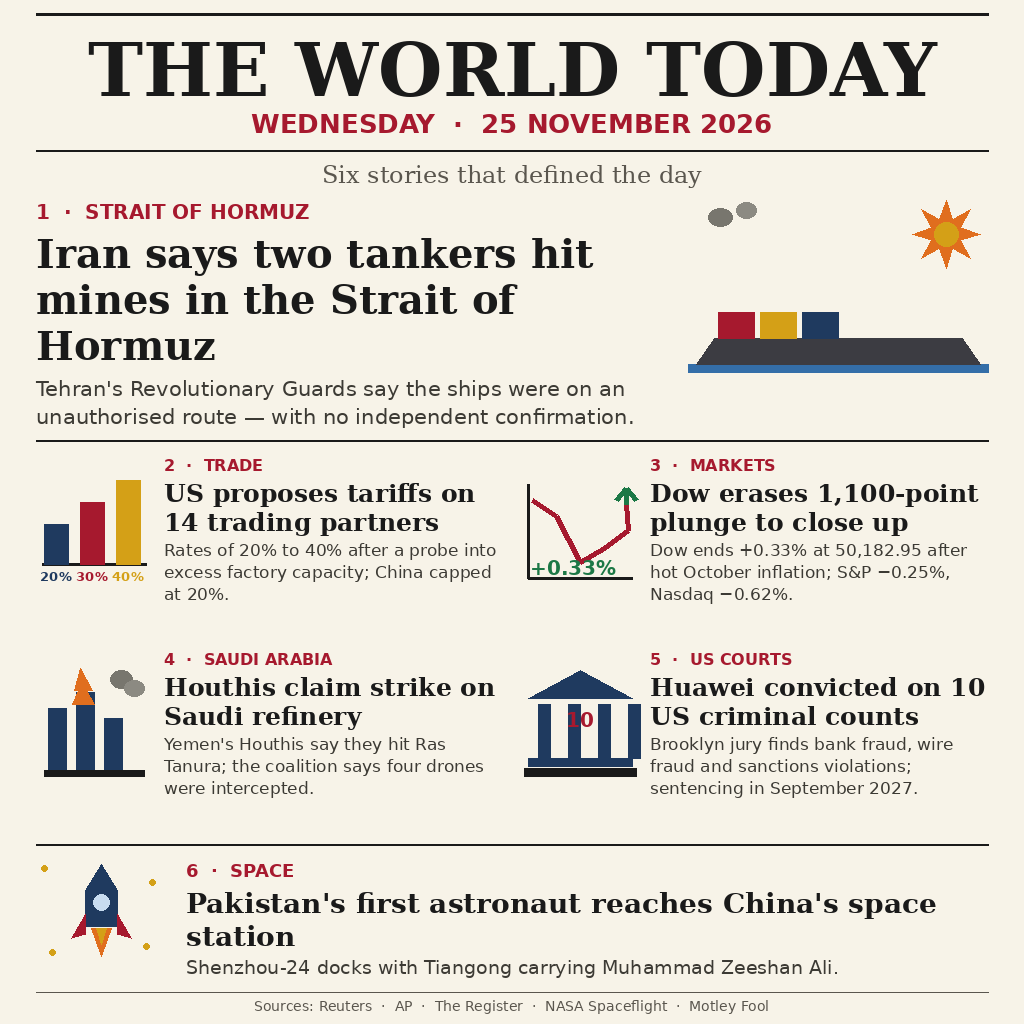 THE WORLD TODAY
WEDNESDAY · 25 NOVEMBER 2026
Six stories that defined the day
1 · STRAIT OF HORMUZ
Iran says two tankers hit
mines in the Strait of
Hormuz
Tehran's Revolutionary Guards say the ships were on an
unauthorised route — with no independent confirmation.
2 · TRADE
US proposes tariffs on
14 trading partners
Rates of 20% to 40% after a probe into
excess factory capacity; China capped
at 20%.
20% 30% 40%
3 · MARKETS
Dow erases 1,100-point
plunge to close up
Dow ends +0.33% at 50,182.95 after
hot October inflation; S&P −0.25%,
Nasdaq −0.62%.
+0.33%
4 · SAUDI ARABIA
Houthis claim strike on
Saudi refinery
Yemen's Houthis say they hit Ras
Tanura; the coalition says four drones
were intercepted.
5 · US COURTS
Huawei convicted on 10
US criminal counts
Brooklyn jury finds bank fraud, wire
fraud and sanctions violations;
sentencing in September 2027.
10
6 · SPACE
Pakistan's first astronaut reaches China's space
station
Shenzhou-24 docks with Tiangong carrying Muhammad Zeeshan Ali.
Sources: Reuters · AP · The Register · NASA Spaceflight · Motley Fool